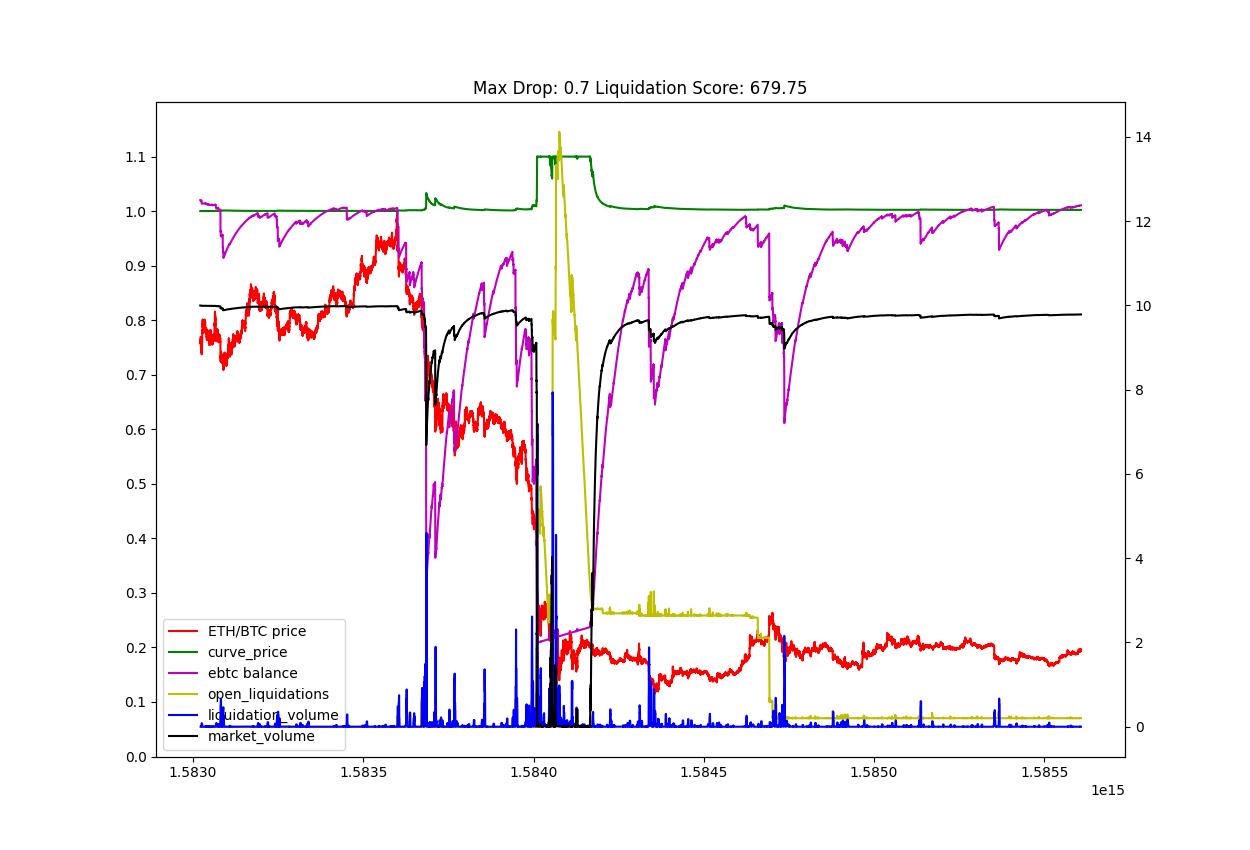 Max Drop: 0.7 Liquidation Score: 679.75
1.1
1.0
0.9
0.8
0.7
0.6
0.5
0.4
0.3
0.2
0.1
0.0
ETH/BTC price
curve_price
ebtc balance
open_liquidations
liquidation_volume
market_volume
14
12
10
8
6
4
2
0
1.5830 1.5835 1.5840 1.5845 1.5850 1.5855
1e15